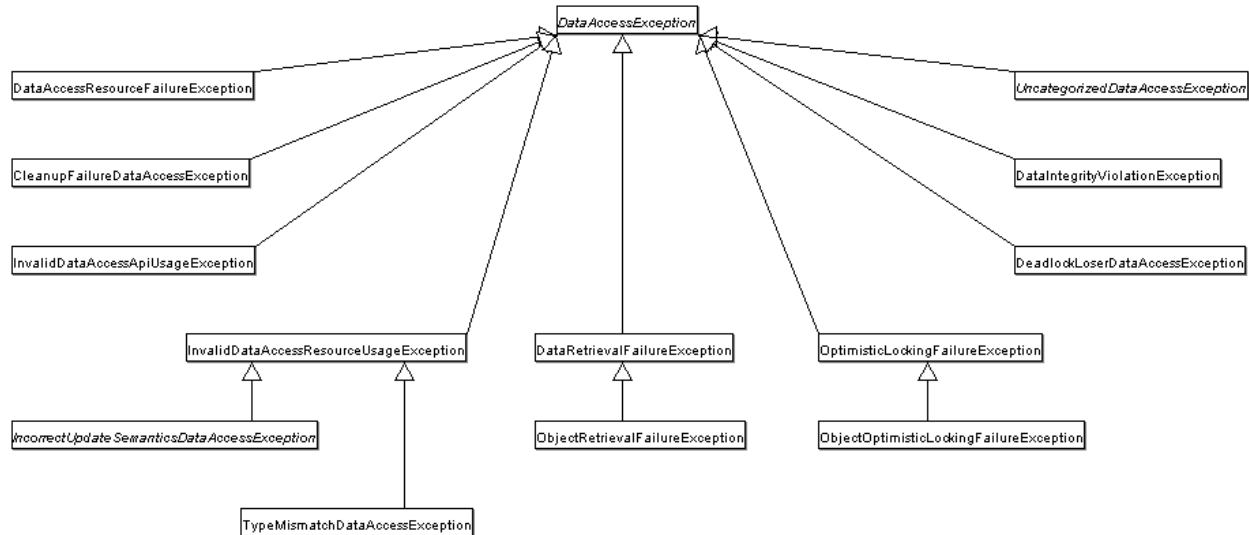 DataAccessException
DataAccessResourceFailureException
UncategorizedDataAccessException
CleanupFailureDataAccessException
DataIntegrityViolationException
InvalidDataAccessApiUsageException
DeadlockLoserDataAccessException
InvalidDataAccessResourceUsageException
DataRetrievalFailureException
OptimisticLockingFailureException
IncorrectUpdateSemanticsDataAccessException
ObjectRetrievalFailureException
ObjectOptimisticLockingFailureException
TypeMismatchDataAccessException